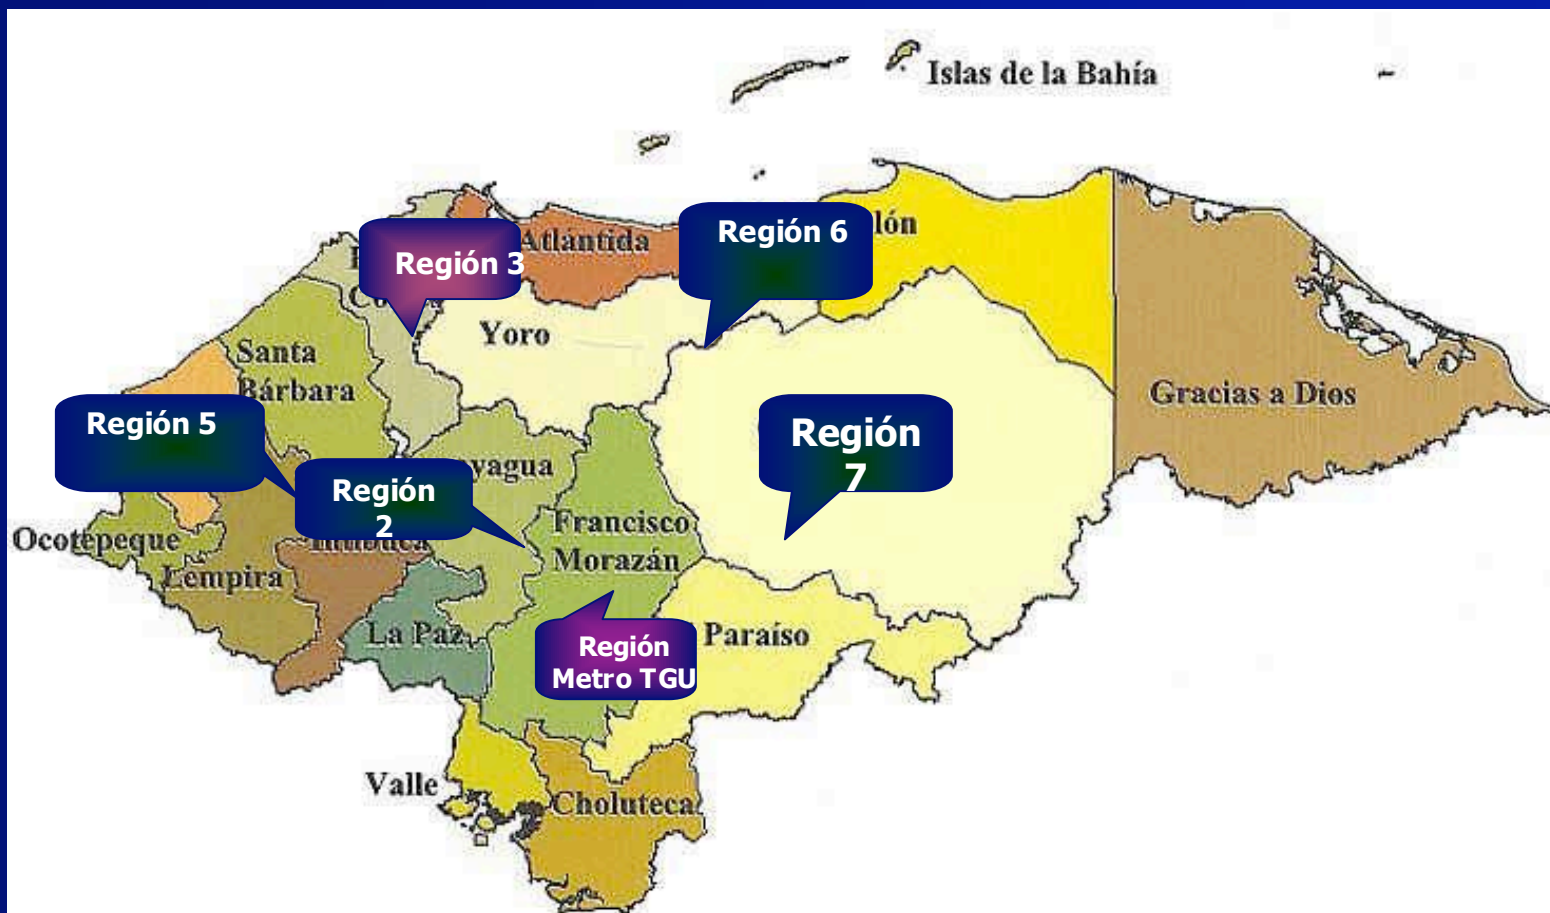 Islas de la Bahía
Atlántida
Región 6
lón
Región 3
Yoro
Santa
Bárbara
Gracias a Dios
Región 5
Región
7
yagua
Región
2
Francisco
Morazán
Ocotepeque
Lempira
La Paz
Paraíso
Región
Metro TGU
Valle
Choluteca